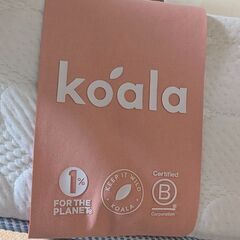 koala
1%
FOR THE
PLANET
KEEP IT WILD
KOALA
Certified
B
Corporation